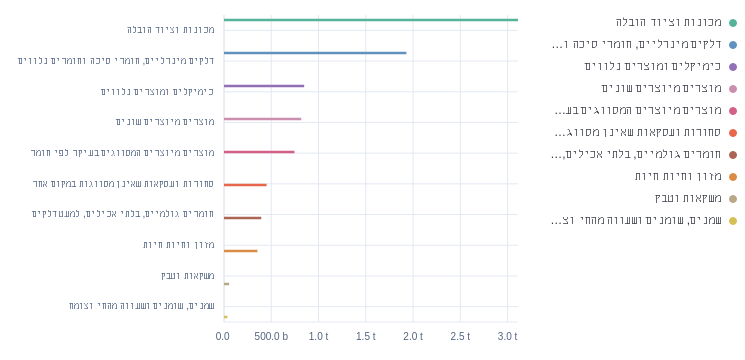 מכונות וציוד הובלה
דלקים מינרליים, חומרי סיכה וחומרים נלווים
כימיקלים ומוצרים נלווים
מוצרים מיוצרים שונים
מוצרים מיוצרים המסווגים בעיקר לפי חומר
סחורות ועסקאות שאינן מסווגות במקום אחר
חומרים גולמיים, בלתי אכילים, למעט דלקים
מזון וחיות חיות
משקאות וטבק
שמנים, שומנים ושעווה מהחי וצומח
0.0 500.0 b 1.0 t 1.5 t 2.0 t 2.5 t 3.0 t
מכונות וציוד הובלה
דלקים מינרליים, חומרי סיכה ו...
כימיקלים ומוצרים נלווים
מוצרים מיוצרים שונים
מוצרים מיוצרים המסווגים בע...
סחורות ועסקאות שאינן מסווג...
חומרים גולמיים, בלתי אכילים,...
מזון וחיות חיות
משקאות וטבק
שמנים, שומנים ושעווה מהחי וצ...